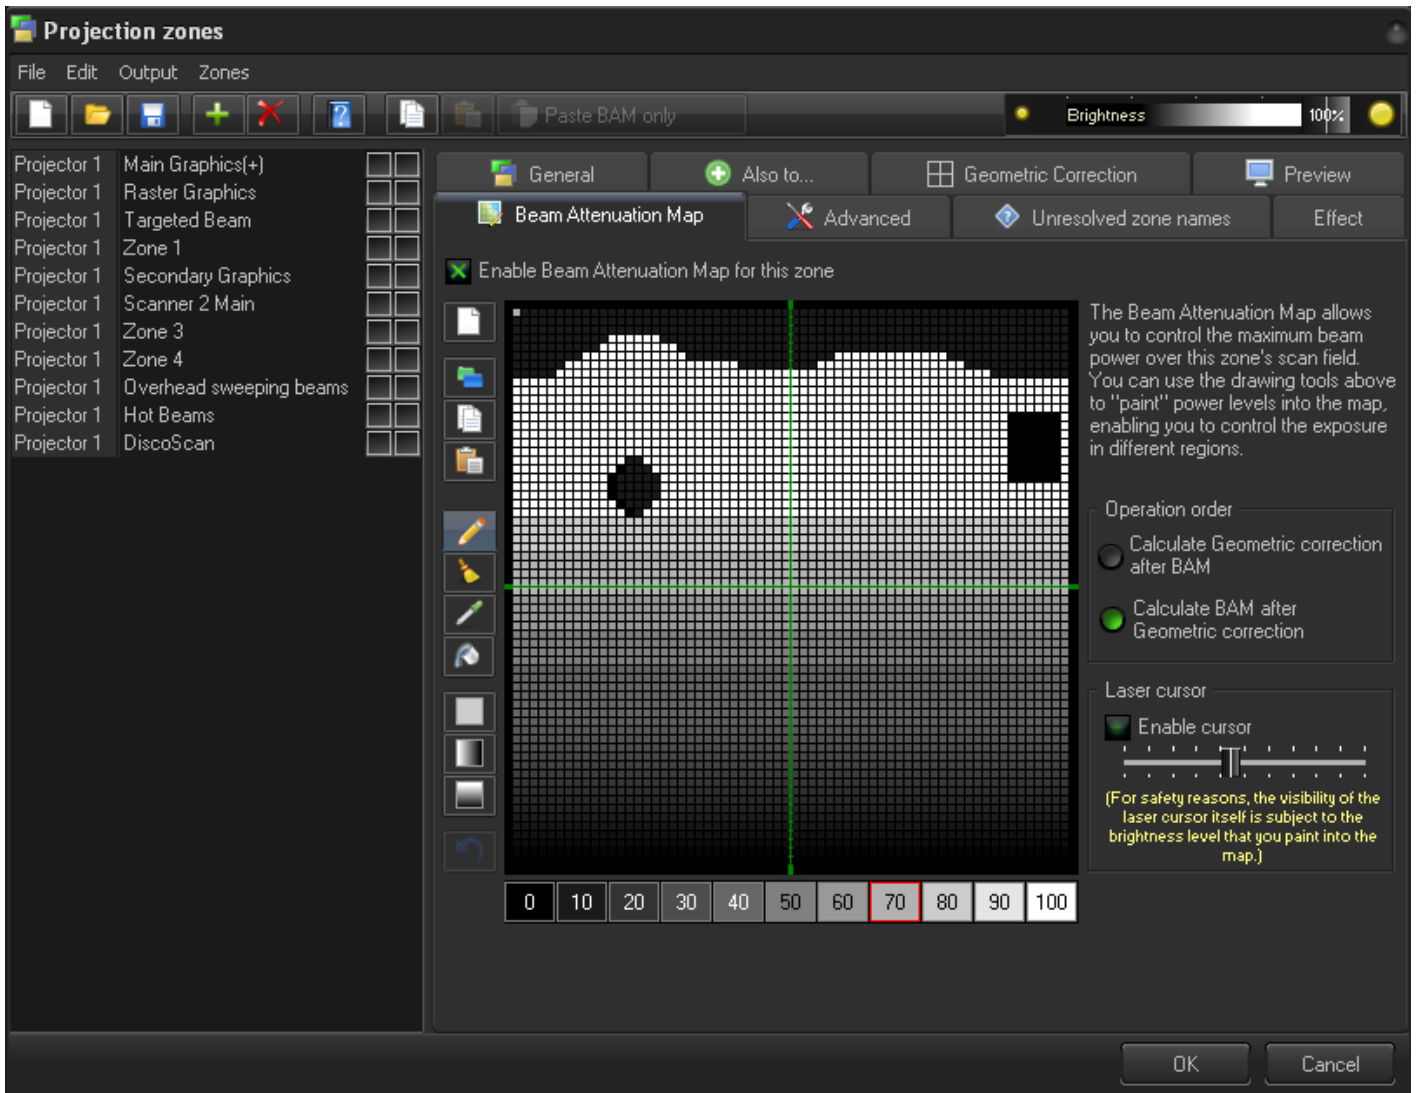 Projection zones
File Edit Output Zones
Paste BAM only
Brightness 100%
Projector 1 Main Graphics(+)
Projector 1 Raster Graphics
Projector 1 Targeted Beam
Projector 1 Zone 1
Projector 1 Secondary Graphics
Projector 1 Scanner 2 Main
Projector 1 Zone 3
Projector 1 Zone 4
Projector 1 Overhead sweeping beams
Projector 1 Hot Beams
Projector 1 DiscoScan
General Also to... Geometric Correction Preview
Beam Attenuation Map Advanced Unresolved zone names Effect
Enable Beam Attenuation Map for this zone
The Beam Attenuation Map allows
you to control the maximum beam
power over this zone's scan field.
You can use the drawing tools above
to "paint" power levels into the map,
enabling you to control the exposure
in different regions.
Operation order
Calculate Geometric correction
after BAM
Calculate BAM after
Geometric correction
Laser cursor
Enable cursor
(For safety reasons, the visibility of the
laser cursor itself is subject to the
brightness level that you paint into the
map.)
0 10 20 30 40 50 60 70 80 90 100
OK Cancel